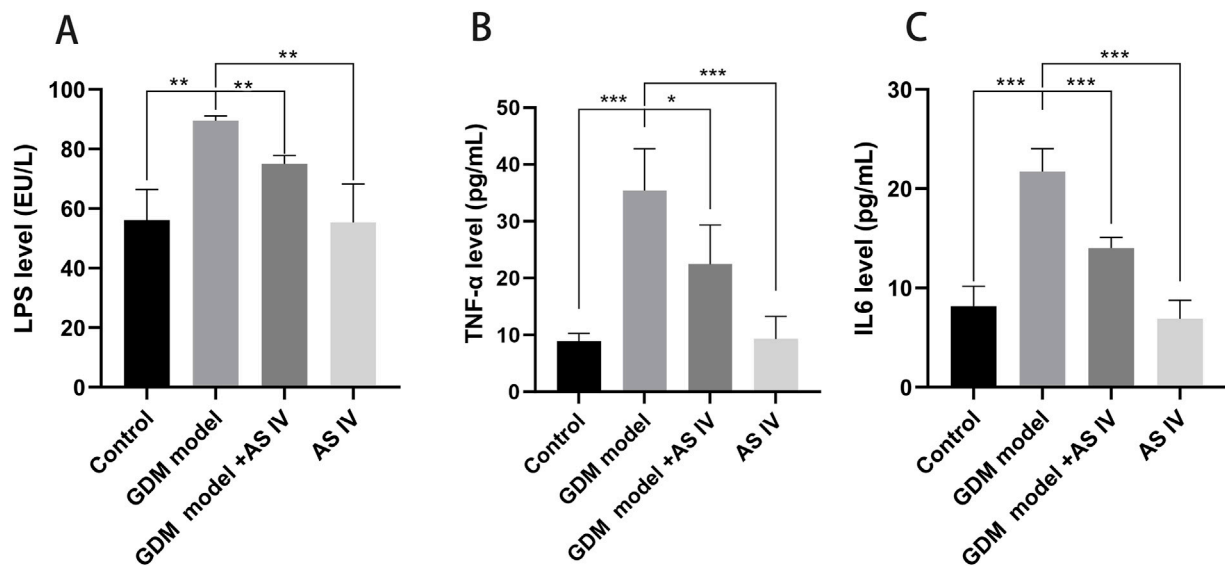 A
LPS level (EU/L)
100
80
60
40
20
0
**
**
**
Control
GDM model
GDM model +AS IV
AS IV
B
TNF-α level (pg/mL)
50
40
30
20
10
0
***
*
***
Control
GDM model
GDM model +AS IV
AS IV
C
IL6 level (pg/mL)
30
20
10
0
***
***
***
Control
GDM model
GDM model +AS IV
AS IV